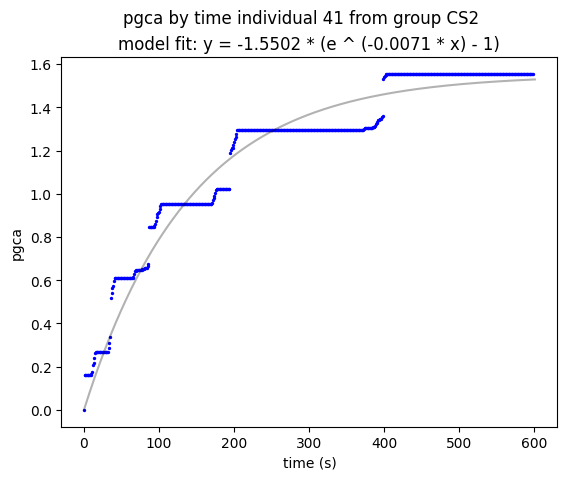 pgca by time individual 41 from group CS2
model fit: y = -1.5502 * (e ^ (-0.0071 * x) - 1)
1.6
1.4
1.2
1.0
0.8
0.6
0.4
0.2
0.0
pgca
0 100 200 300 400 500 600
time (s)